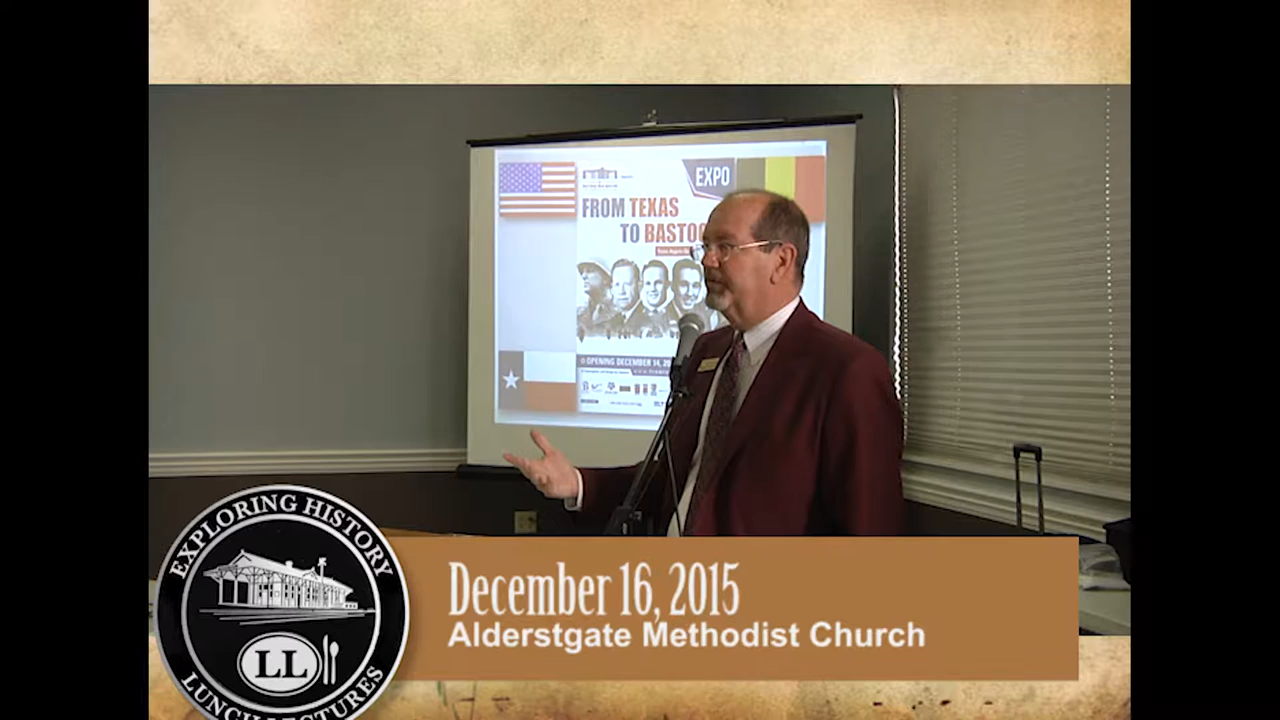 EXPO
FROM TEXAS
TO BASTOG
OPENING DECEMBER 14, 20
EXPLORING HISTORY
LL
LUNCH LECTURES
December 16, 2015
Alderstgate Methodist Church